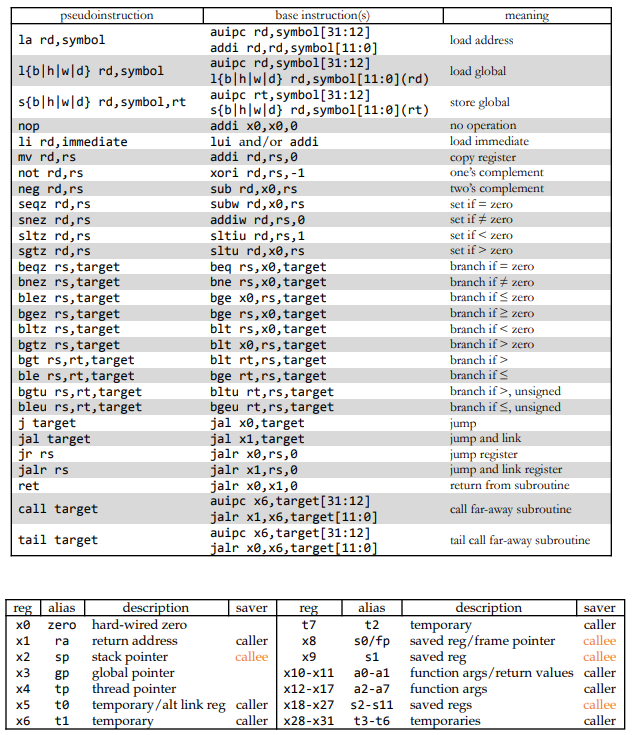 pseudoinstruction base instruction(s) meaning
la rd,symbol auipc rd,symbol[31:12] load address
addi rd,rd,symbol[11:0]
l{b|h|w|d} rd,symbol auipc rd,symbol[31:12] load global
l{b|h|w|d} rd,symbol[11:0](rd)
s{b|h|w|d} rd,symbol,rt auipc rt,symbol[31:12] store global
s{b|h|w|d} rd,symbol[11:0](rt)
nop addi x0,x0,0 no operation
li rd,immediate lui and/or addi load immediate
mv rd,rs addi rd,rs,0 copy register
not rd,rs xori rd,rs,-1 one's complement
neg rd,rs sub rd,x0,rs two's complement
seqz rd,rs subw rd,x0,rs set if = zero
snez rd,rs addiw rd,rs,0 set if ≠ zero
sltz rd,rs sltiu rd,rs,1 set if < zero
sgtz rd,rs sltu rd,x0,rs set if > zero
beqz rs,target beq rs,x0,target branch if = zero
bnez rs,target bne rs,x0,target branch if ≠ zero
blez rs,target bge x0,rs,target branch if ≤ zero
bgez rs,target bge rs,x0,target branch if ≥ zero
bltz rs,target blt rs,x0,target branch if < zero
bgtz rs,target blt x0,rs,target branch if > zero
bgt rs,rt,target blt rt,rs,target branch if >
ble rs,rt,target bge rt,rs,target branch if ≤
bgtu rs,rt,target bltu rt,rs,target branch if >, unsigned
bleu rs,rt,target bgeu rt,rs,target branch if ≤, unsigned
j target jal x0,target jump
jal target jal x1,target jump and link
jr rs jalr x0,rs,0 jump register
jalr rs jalr x1,rs,0 jump and link register
ret jalr x0,x1,0 return from subroutine
call target auipc x6,target[31:12] call far-away subroutine
jalr x1,x6,target[11:0]
tail target auipc x6,target[31:12] tail call far-away subroutine
jalr x0,x6,target[11:0]
reg alias description saver reg alias description saver
x0 zero hard-wired zero t7 t2 temporary caller
x1 ra return address caller x8 s0/fp saved reg/frame pointer callee
x2 sp stack pointer callee x9 s1 saved reg callee
x3 gp global pointer x10-x11 a0-a1 function args/return values caller
x4 tp thread pointer x12-x17 a2-a7 function args caller
x5 t0 temporary/alt link reg caller x18-x27 s2-s11 saved regs callee
x6 t1 temporary caller x28-x31 t3-t6 temporaries caller